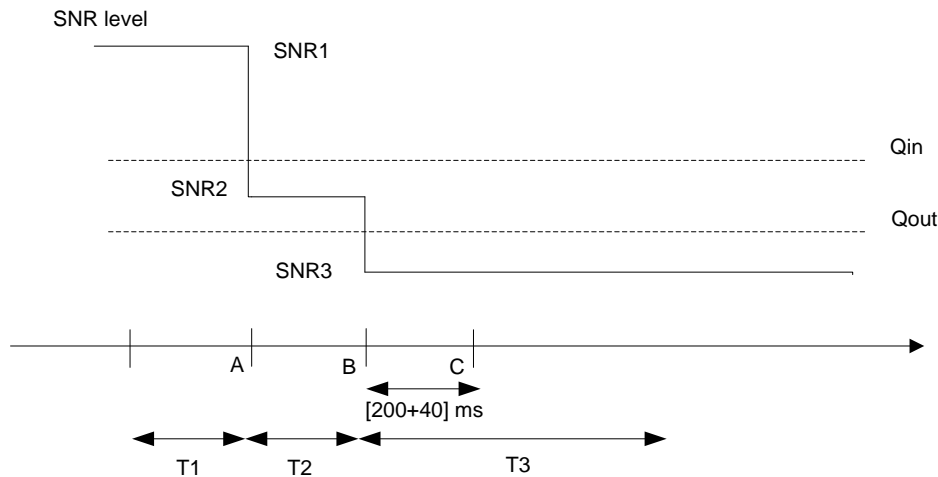 SNR level
SNR1
Qin
SNR2
Qout
SNR3
A
B
C
[200+40] ms
T1
T2
T3